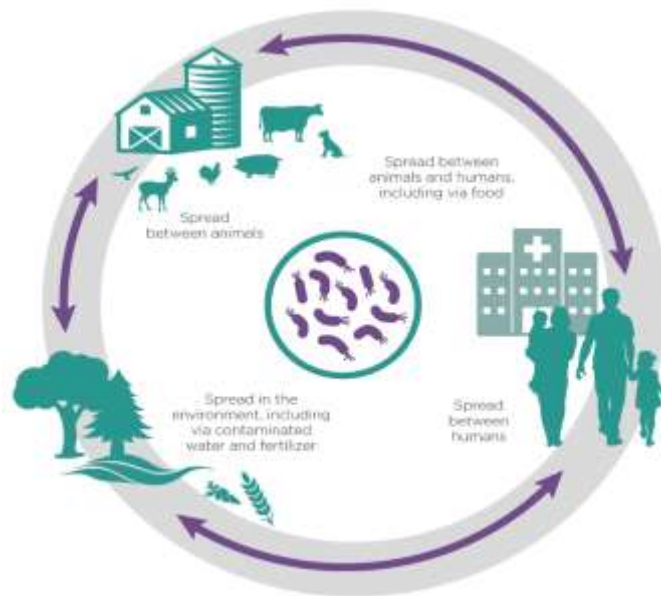 Spread between
animals and humans,
including via food
Spread
between animals
Spread in the
environment, including
via contaminated
water and fertilizer
Spread
between
humans